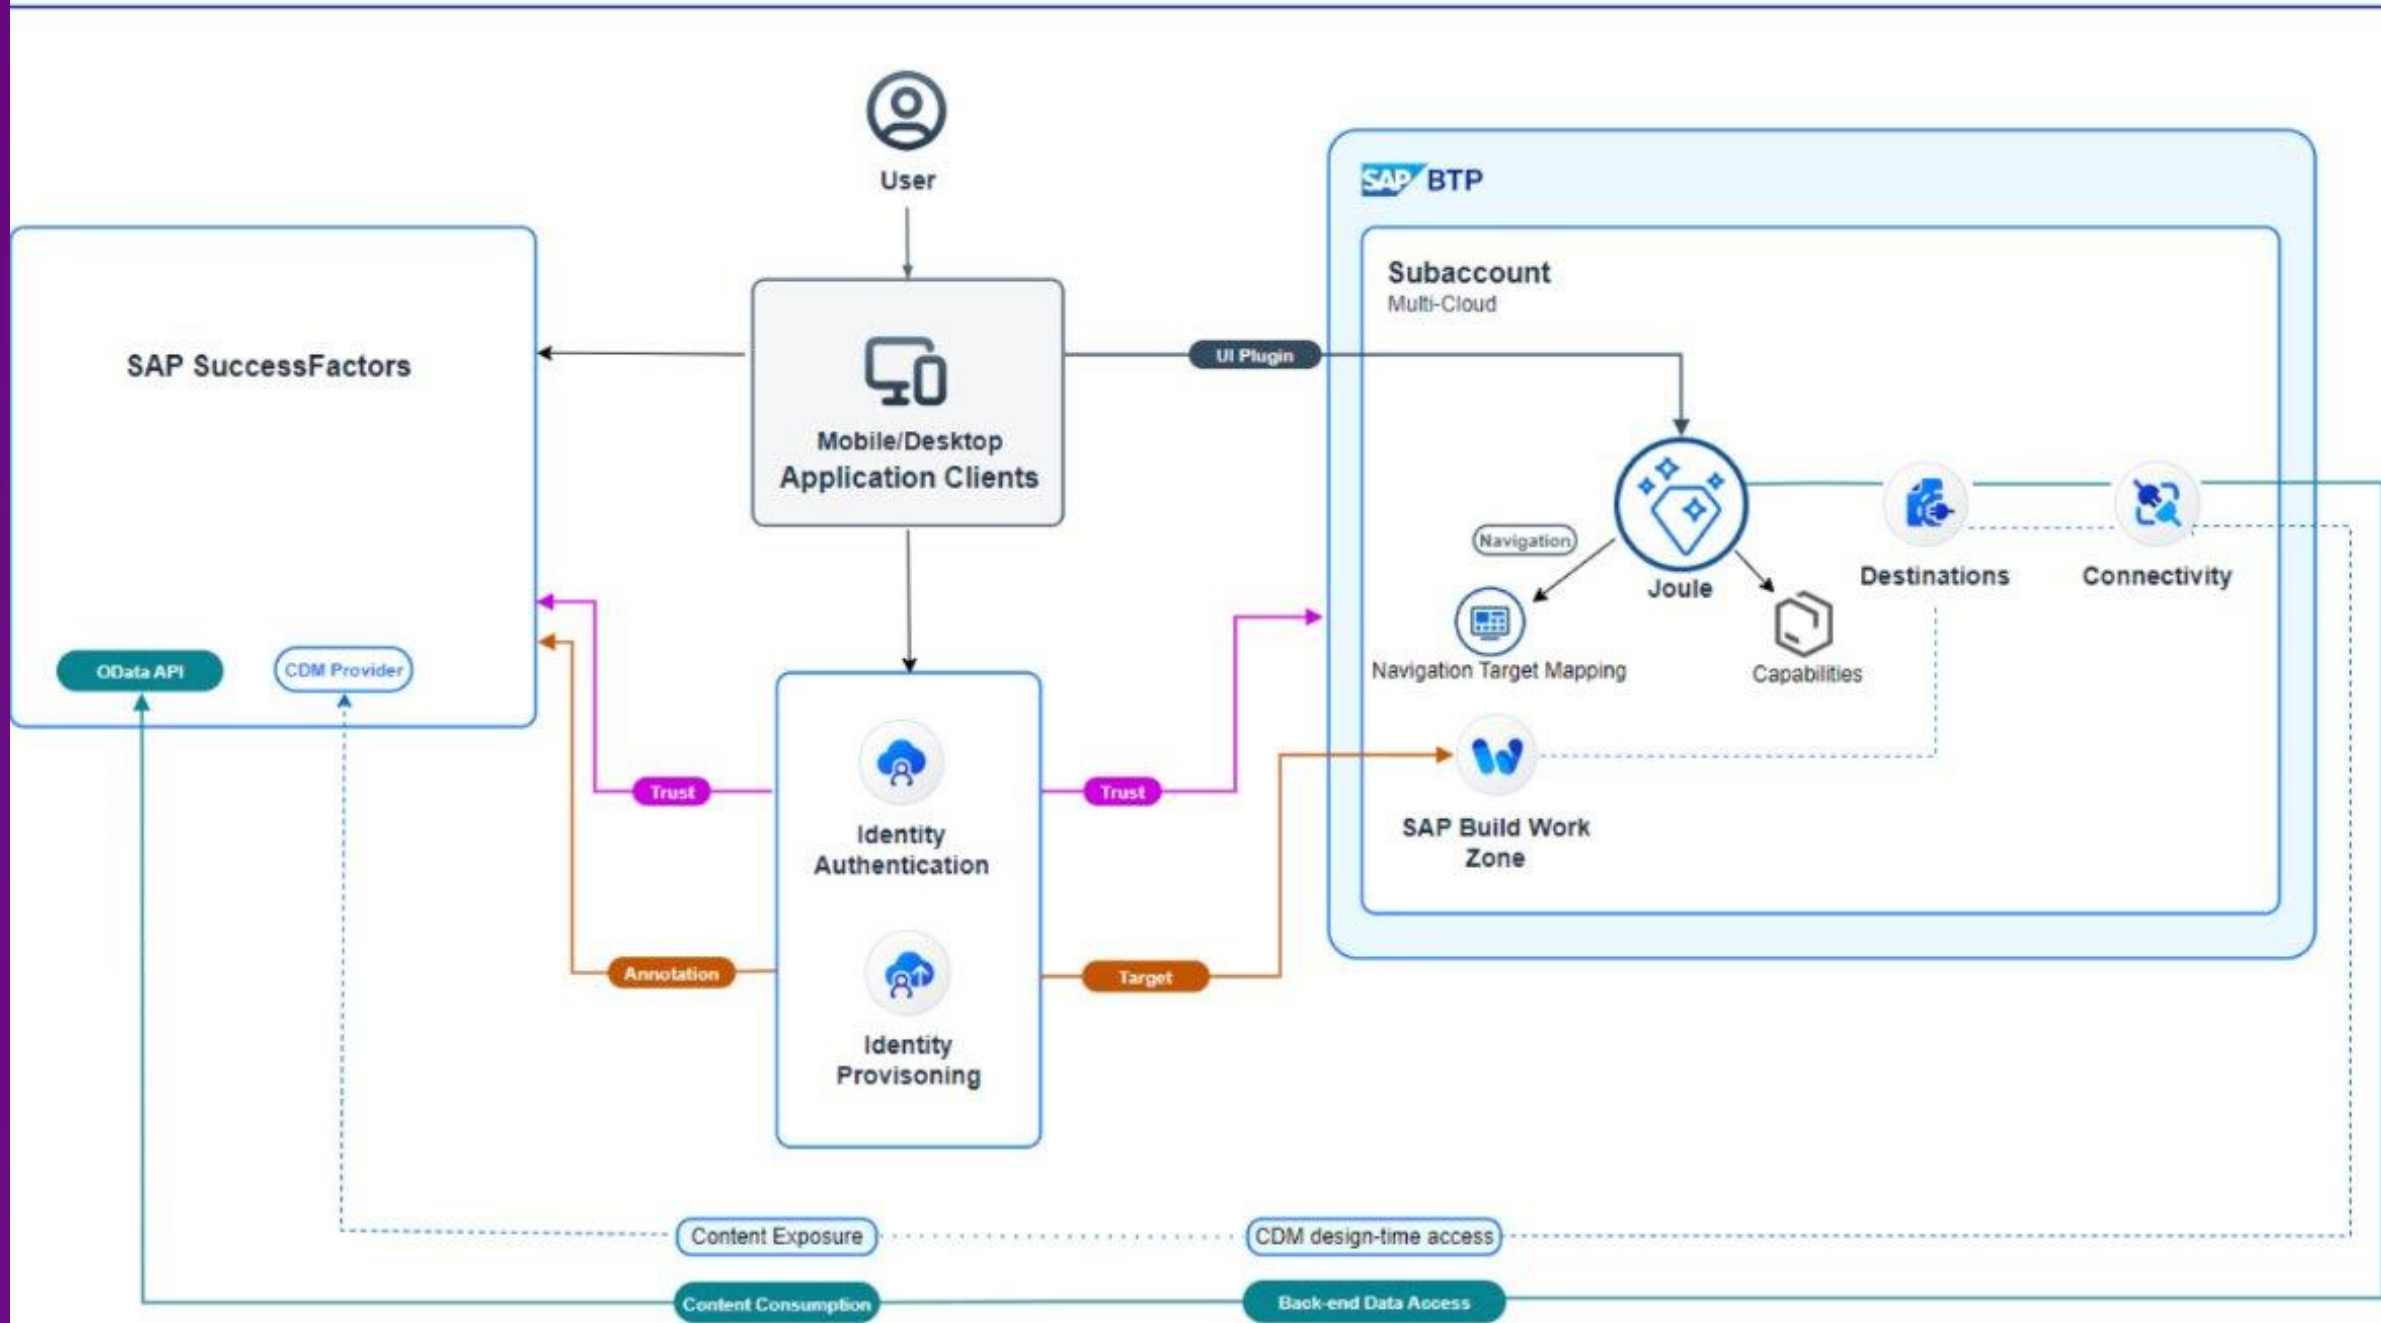 User
SAP BTP
Subaccount
Multi-Cloud
SAP SuccessFactors
UI Plugin
Mobile/Desktop
Application Clients
Navigation
Joule
Destinations
Connectivity
OData API
CDM Provider
Navigation Target Mapping
Capabilities
Trust
Trust
Identity
Authentication
SAP Build Work
Zone
Annotation
Target
Identity
Provisoning
Content Exposure
CDM design-time access
Content Consumption
Back-end Data Access